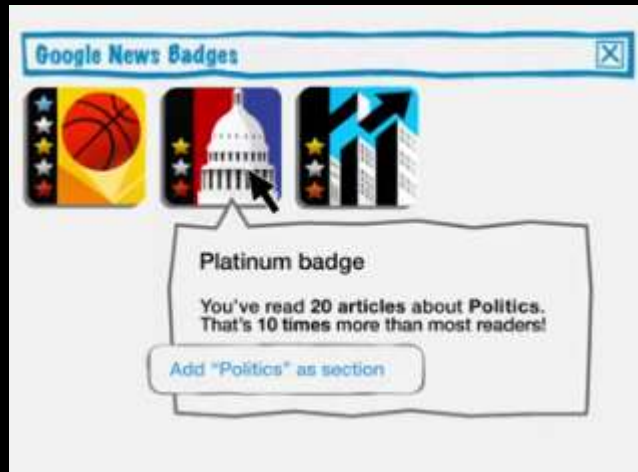 Google News Badges
Platinum badge
You've read 20 articles about Politics.
That's 10 times more than most readers!
Add "Politics" as section